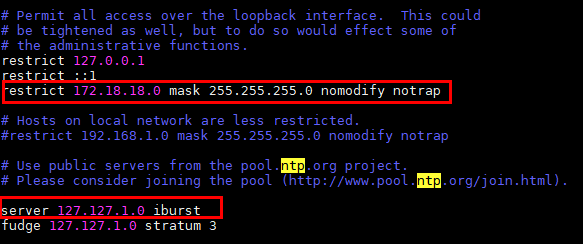 # Permit all access over the loopback interface.  This could
# be tightened as well, but to do so would effect some of
# the administrative functions.
restrict 127.0.0.1
restrict ::1
restrict 172.18.18.0 mask 255.255.255.0 nomodify notrap
# Hosts on local network are less restricted.
#restrict 192.168.1.0 mask 255.255.255.0 nomodify notrap
# Use public servers from the pool.ntp.org project.
# Please consider joining the pool (http://www.pool.ntp.org/join.html).
server 127.127.1.0 iburst
fudge 127.127.1.0 stratum 3